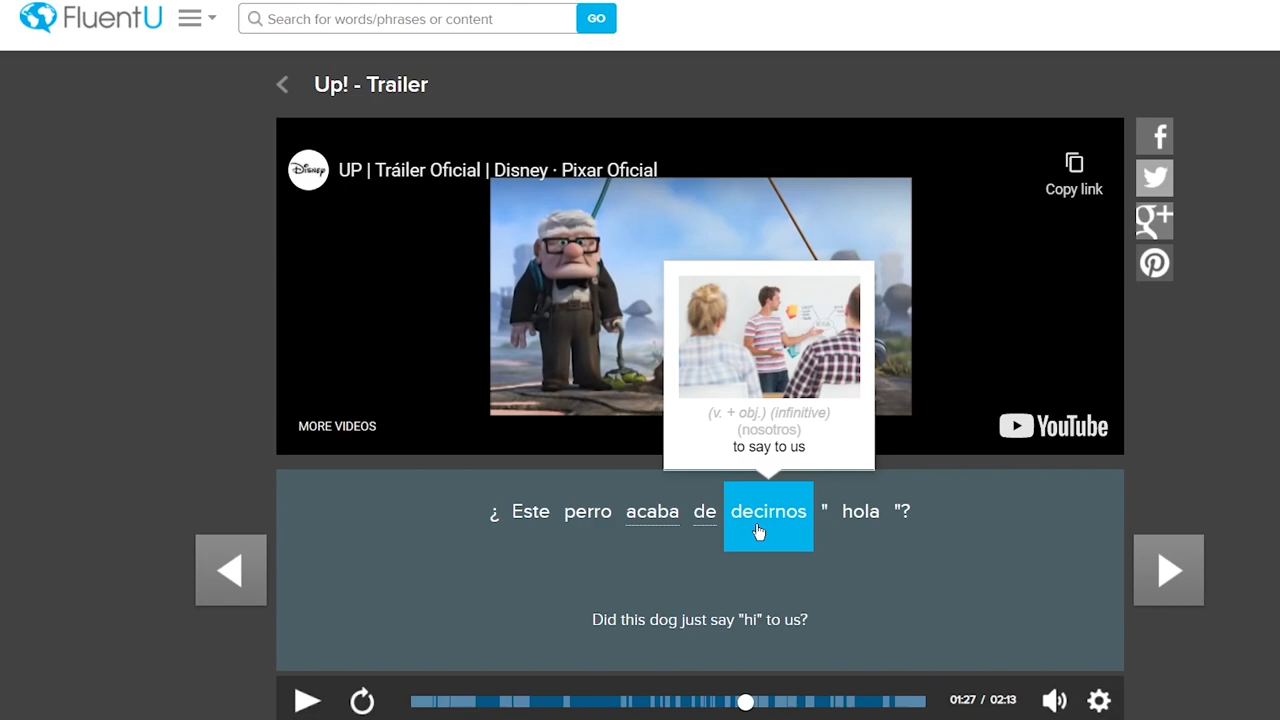 FluentU
Search for words/phrases or content
GO
Up! - Trailer
Disney
UP | Tráiler Oficial | Disney · Pixar Oficial
Copy link
f
g+
(v. + obj.) (infinitive)
(nosotros)
to say to us
MORE VIDEOS
YouTube
¿ Este perro acaba de decirnos " hola "?
Did this dog just say "hi" to us?
01:27 / 02:13